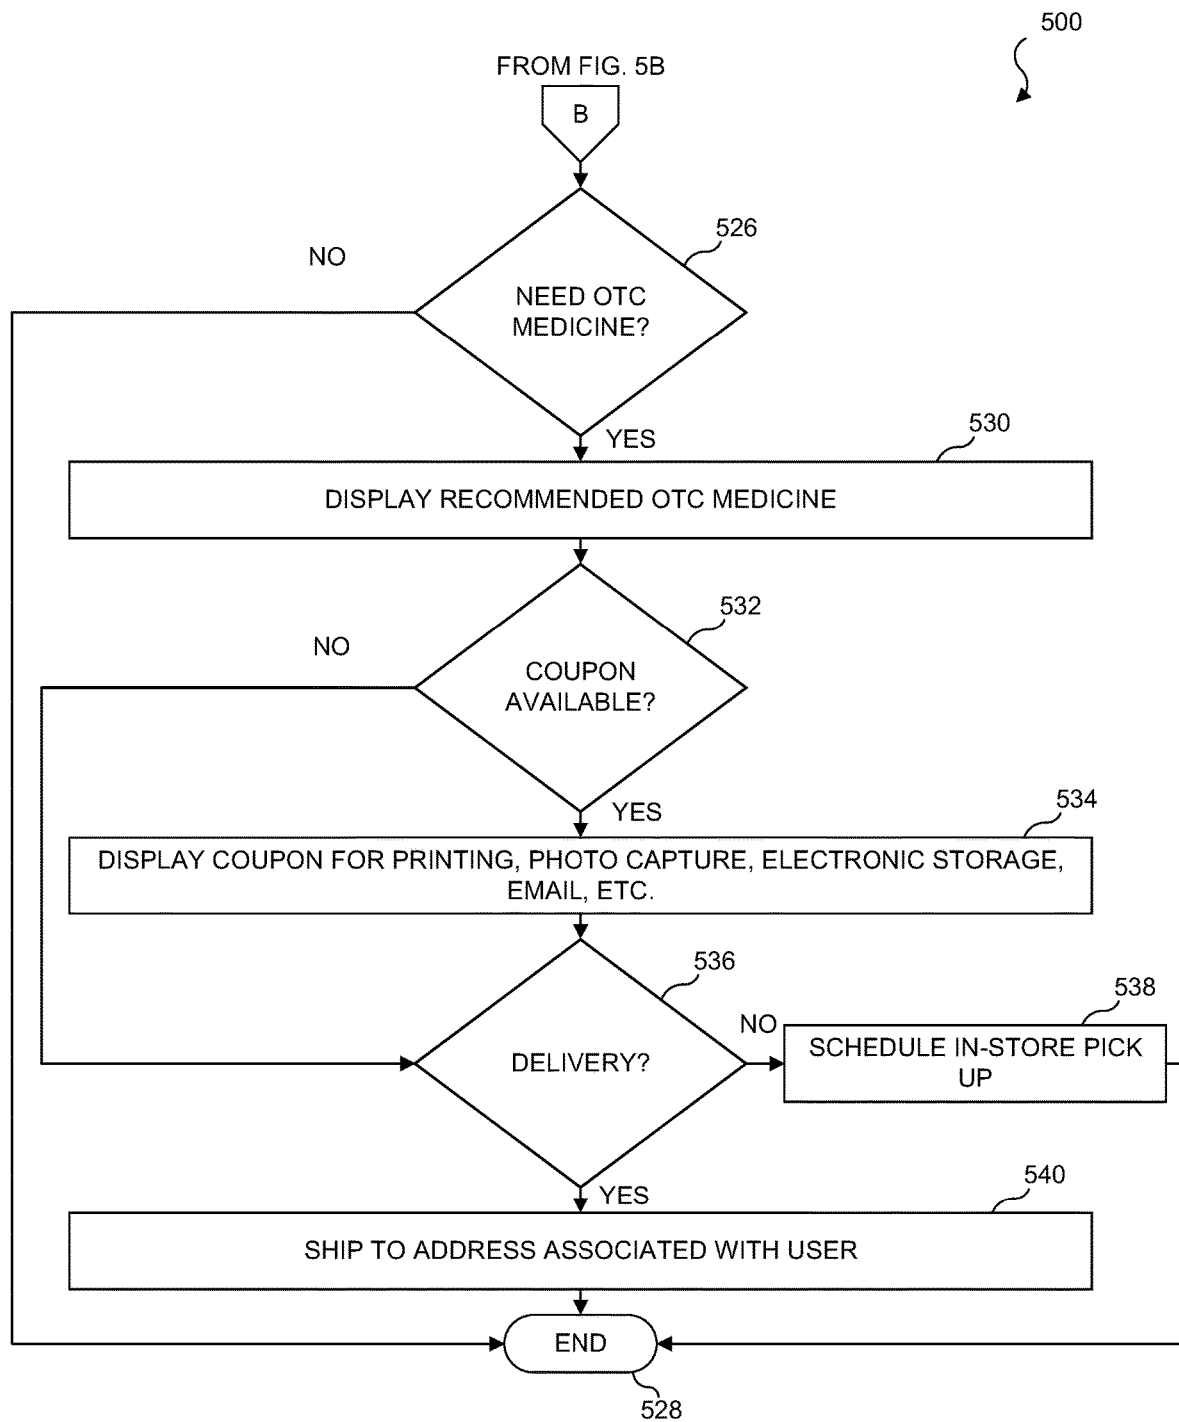 500
FROM FIG. 5B
B
526
NO
NEED OTC
MEDICINE?
YES
530
DISPLAY RECOMMENDED OTC MEDICINE
532
NO
COUPON
AVAILABLE?
YES
534
DISPLAY COUPON FOR PRINTING, PHOTO CAPTURE, ELECTRONIC STORAGE,
EMAIL, ETC.
536
538
NO
DELIVERY?
SCHEDULE IN-STORE PICK
UP
YES
540
SHIP TO ADDRESS ASSOCIATED WITH USER
END
528